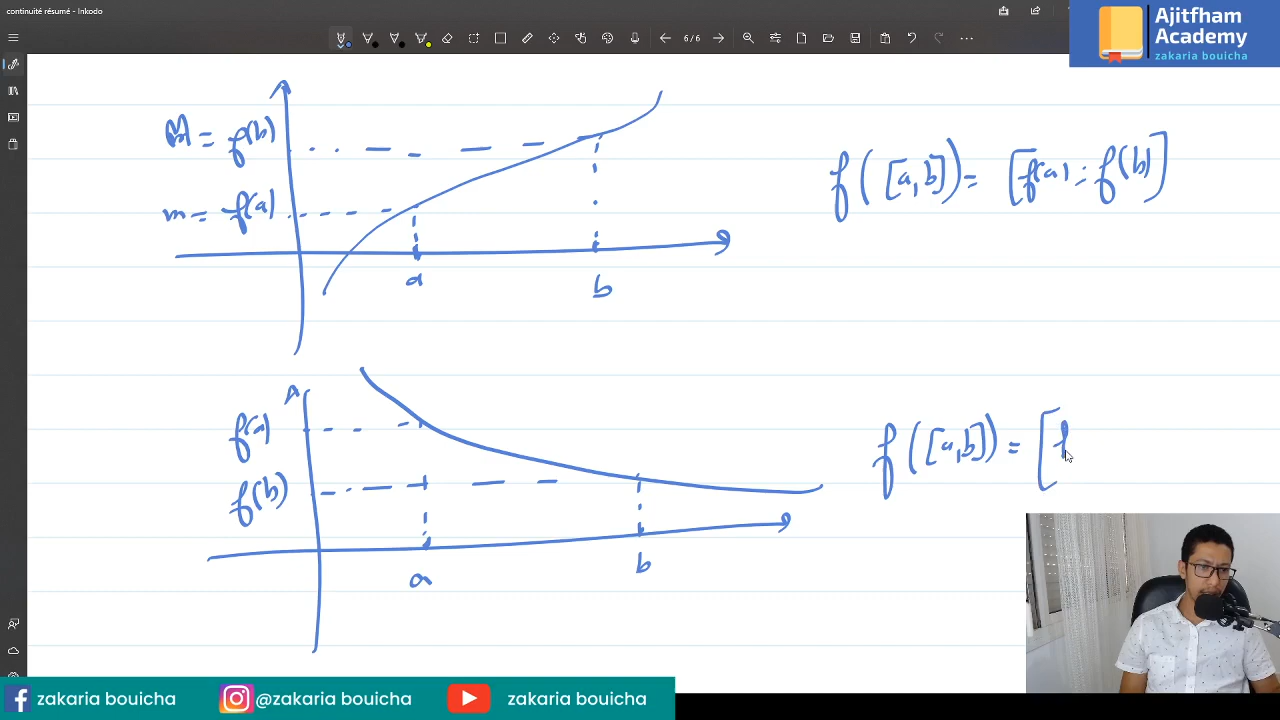 continuité résumé - Inkodo
6/6
Ajitfham
Academy
zakaria bouicha
M = f(b)
m = f(a)
a
b
f([a,b]) = [f(a) ; f(b)]
f(a)
f(b)
a
b
f([a,b]) = [f
zakaria bouicha
@zakaria bouicha
zakaria bouicha